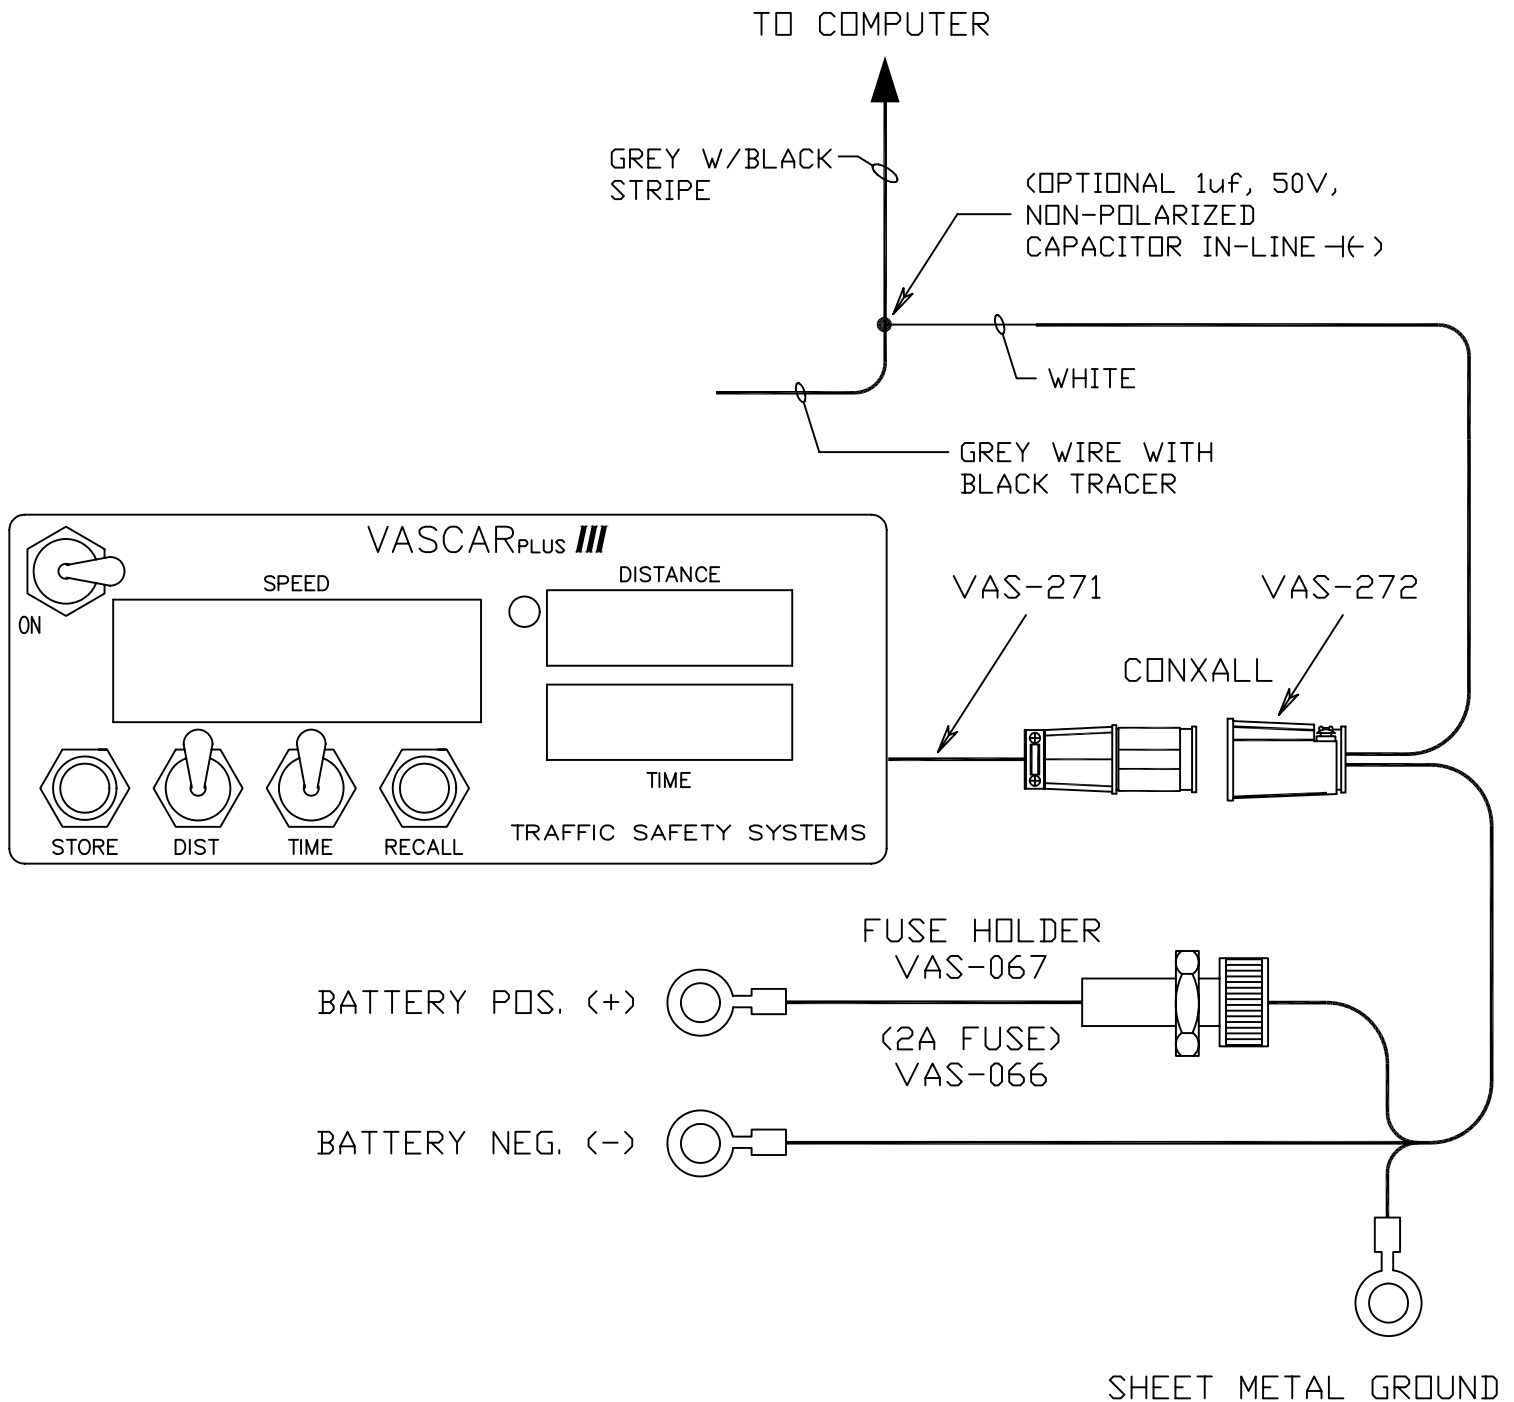 TO COMPUTER
GREY W/BLACK
STRIPE
(OPTIONAL 1uf, 50V,
NON-POLARIZED
CAPACITOR IN-LINE )
WHITE
GREY WIRE WITH
BLACK TRACER
VASCAR PLUS III
ON
SPEED
DISTANCE
TIME
STORE
DIST
TIME
RECALL
TRAFFIC SAFETY SYSTEMS
VAS-271
VAS-272
CONXALL
FUSE HOLDER
VAS-067
BATTERY POS. (+)
(2A FUSE)
VAS-066
BATTERY NEG. (-)
SHEET METAL GROUND